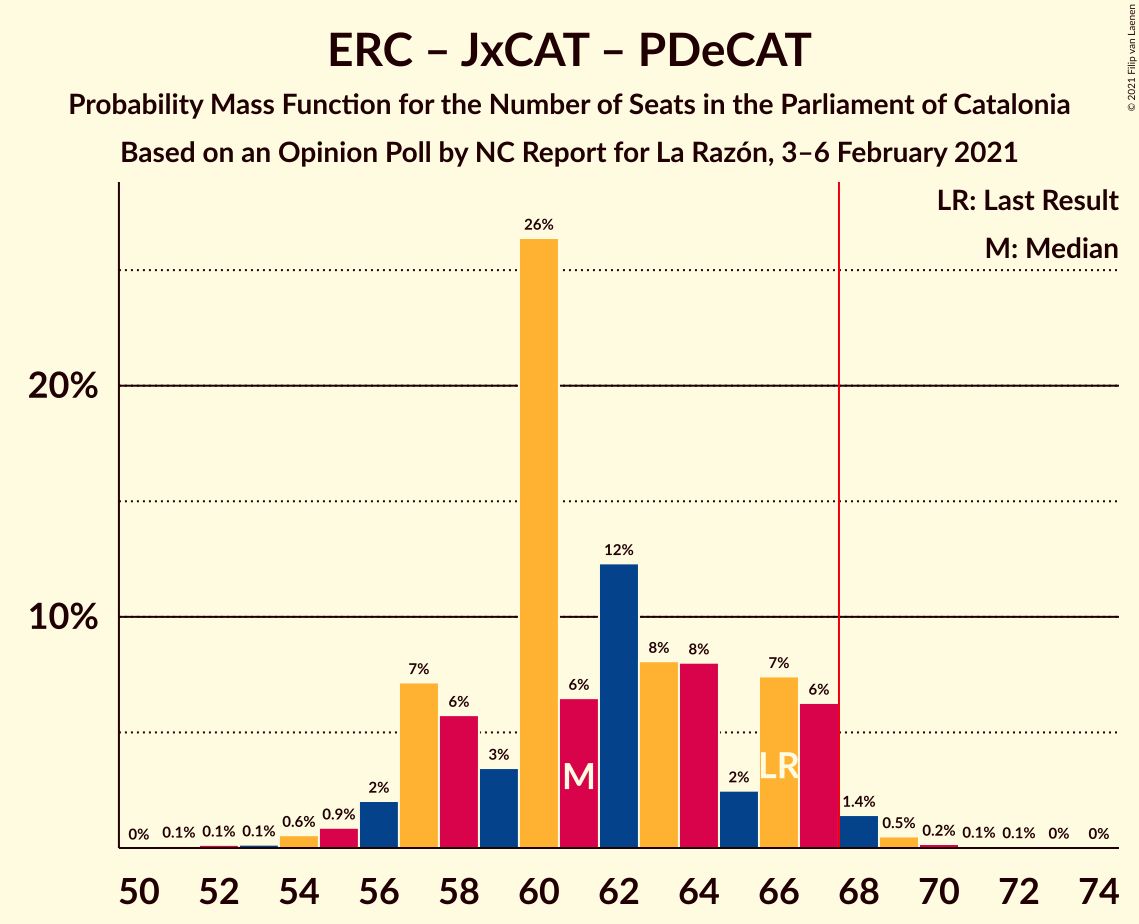 ERC – JxCAT – PDeCAT
Probability Mass Function for the Number of Seats in the Parliament of Catalonia
Based on an Opinion Poll by NC Report for La Razón, 3–6 February 2021
© 2021 Filip van Laenen
LR: Last Result
M: Median
20%
10%
0% 0.1% 0.1% 0.1% 0.6% 0.9% 2% 7% 6% 3% 26% 6% 12% 8% 8% 2% 7% 6% 1.4% 0.5% 0.2% 0.1% 0.1% 0% 0%
M LR
50 52 54 56 58 60 62 64 66 68 70 72 74